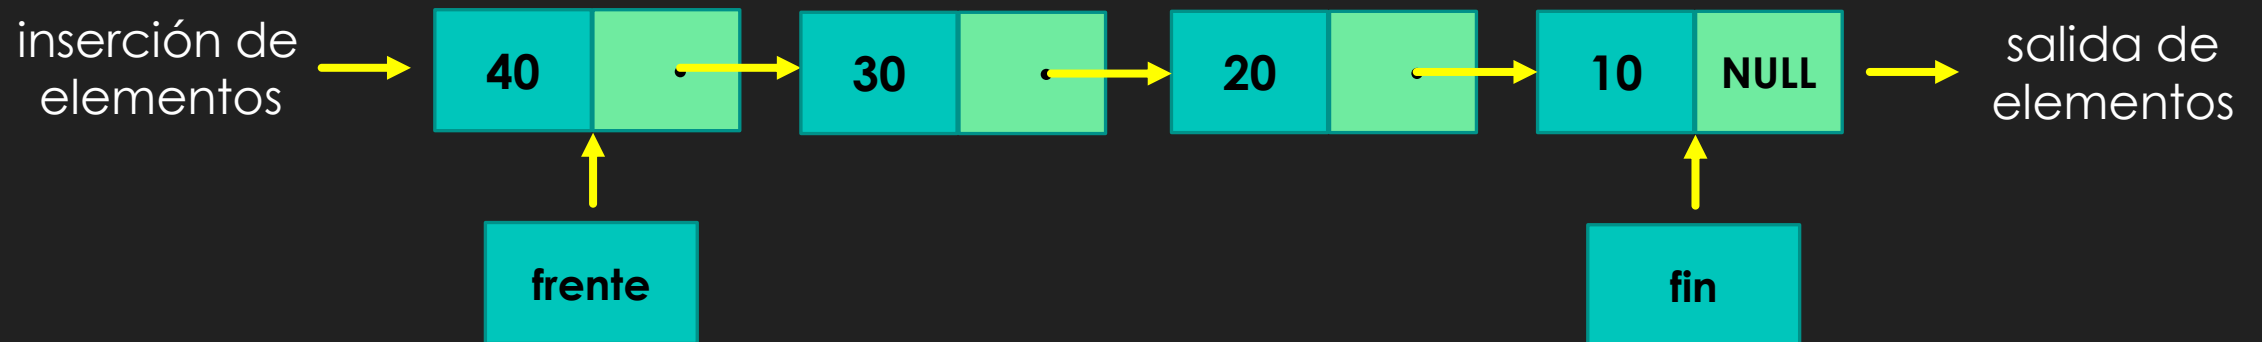 inserción de
elementos
40
30
20
10
NULL
salida de
elementos
frente
fin